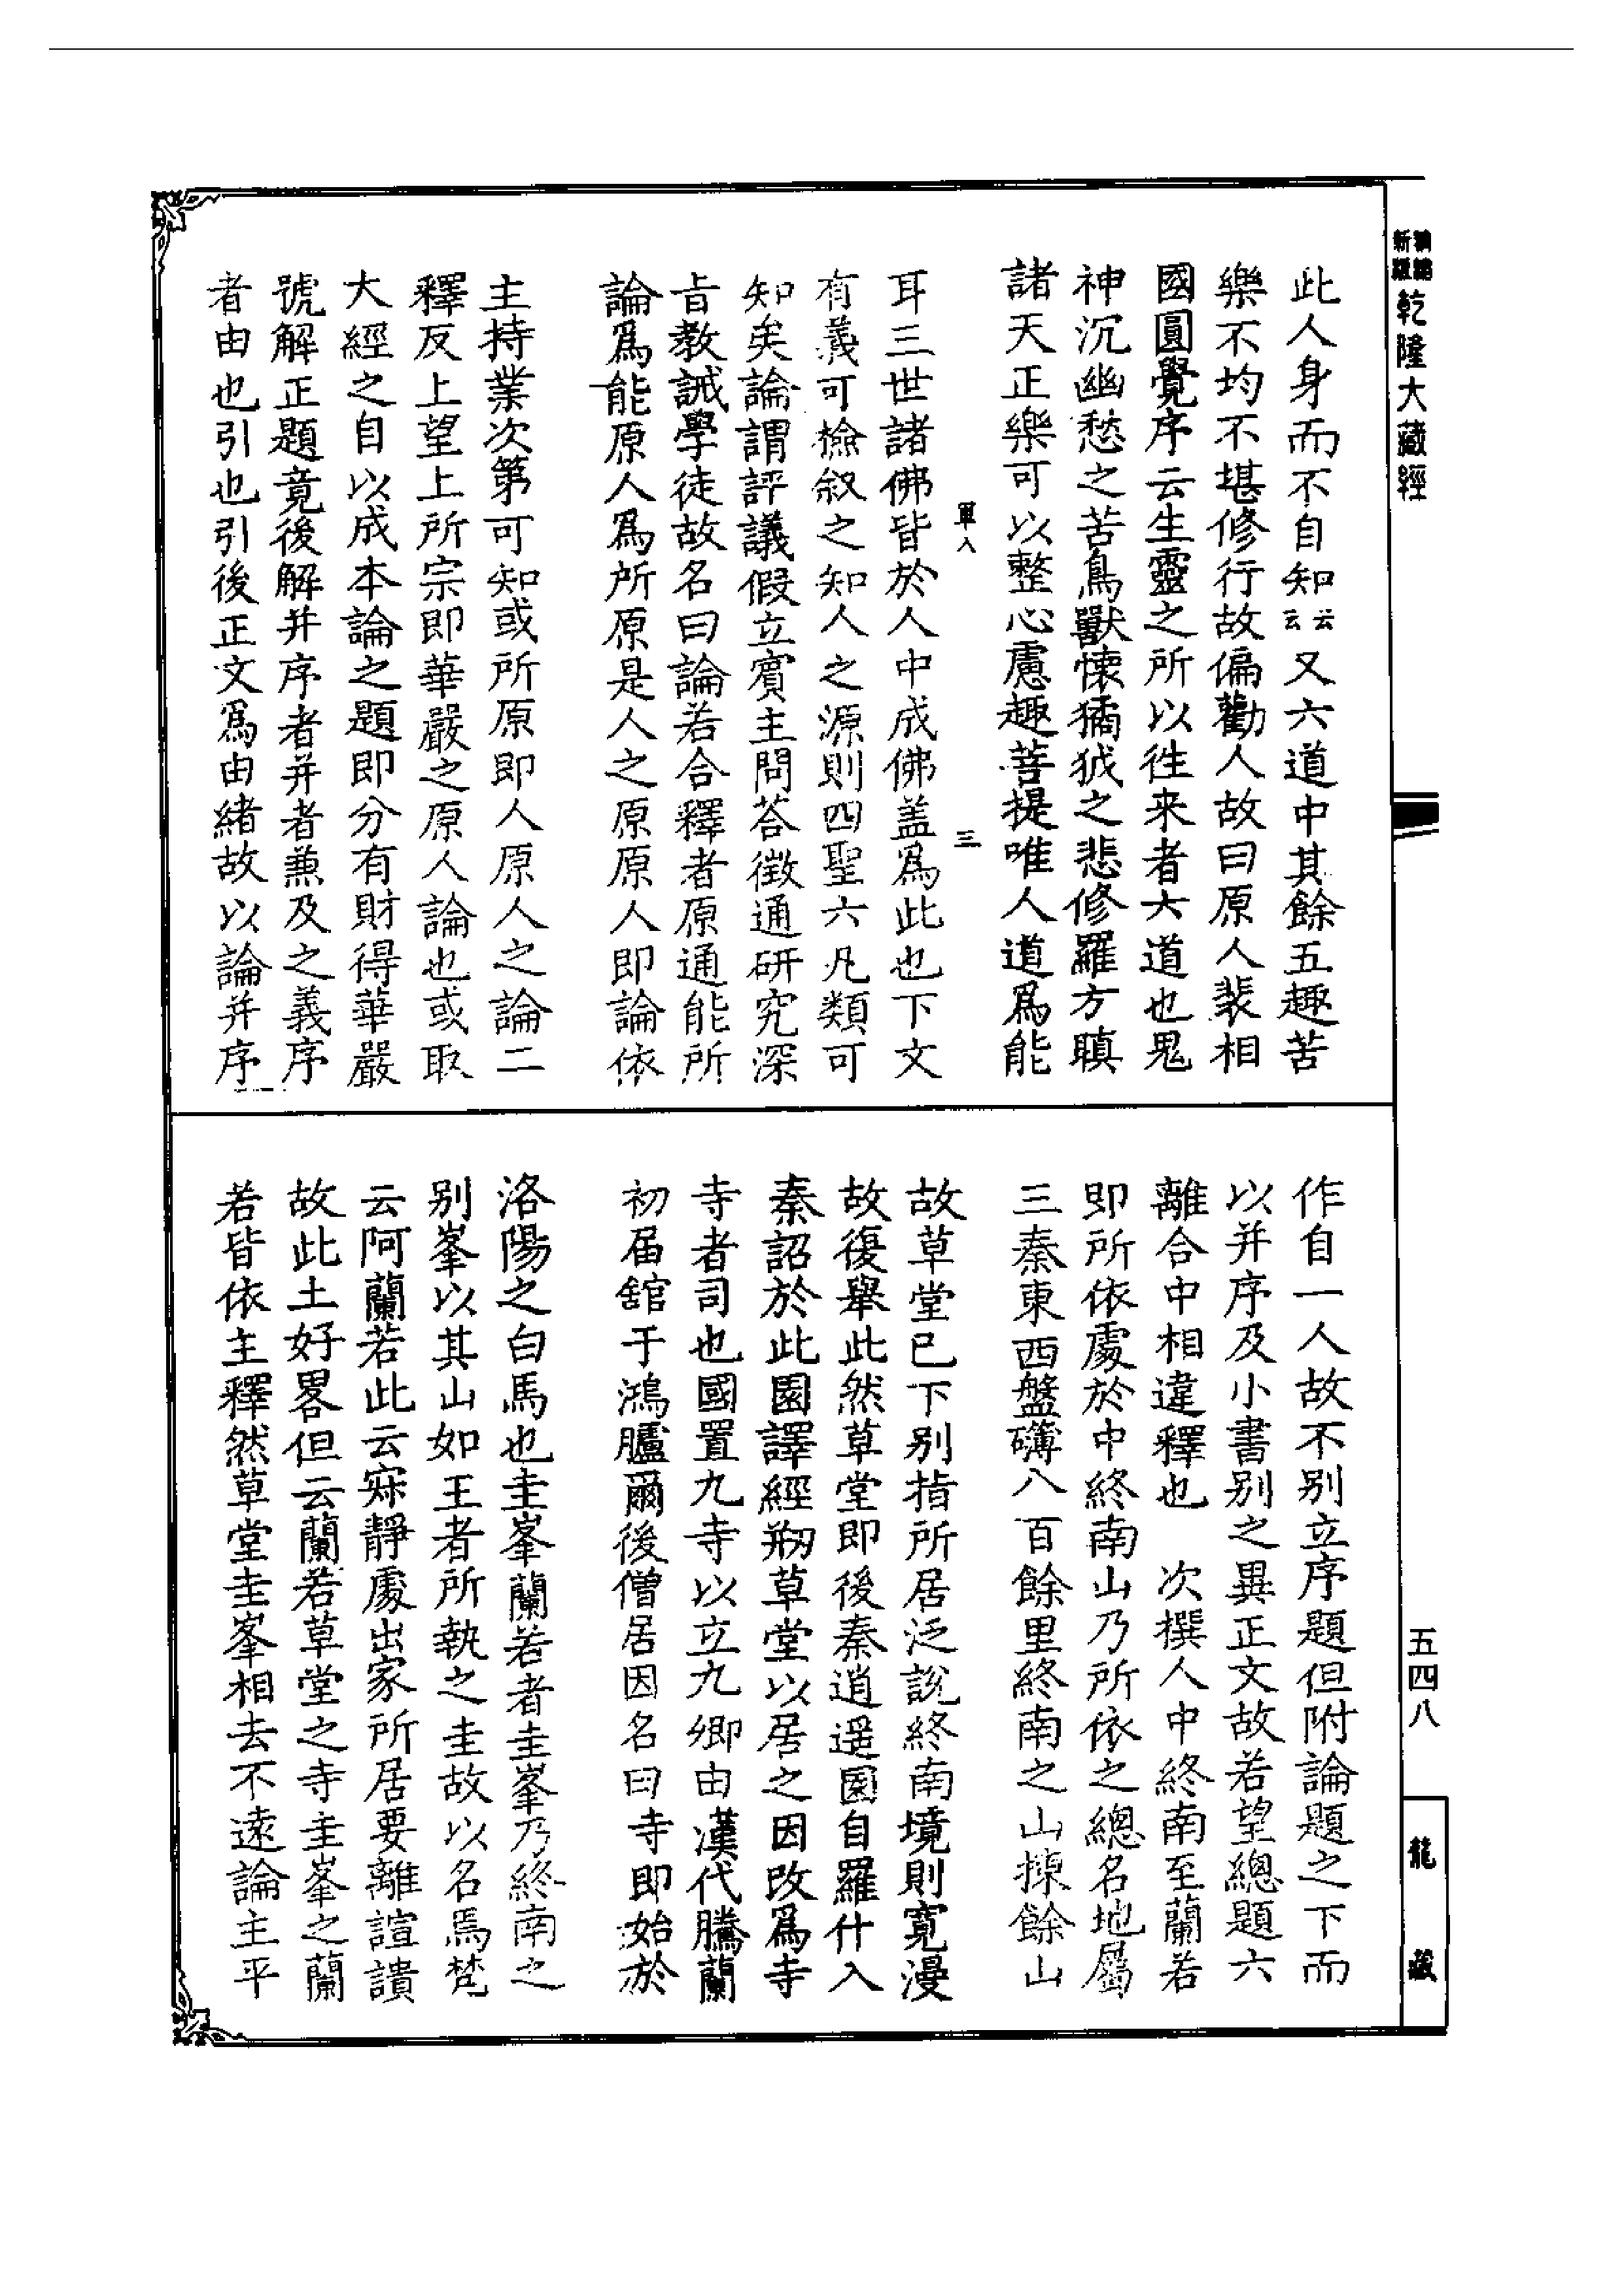 新編縮版 乾隆大藏經
此人身而不自知云云又六道中其餘五趣苦
樂不均不堪修行故偏勸人故曰原人裴相
國圓覺序云生靈之所以徃来者六道也鬼
神沉幽愁之苦鳥獸懷獝狘之悲修羅方瞋
諸天正樂可以整心慮趣菩提唯人道爲能
軍八 三
耳三世諸佛皆於人中成佛盖爲此也下文
有義可撿叙之知人之源則四聖六凡類可
知矣論謂評議假立賓主問荅徴通研究深
旨教誡學徒故名曰論若合釋者原通能所
論爲能原人爲所原是人之原原人即論依
主持業次第可知或所原即人原人之論二
釋反上望上所宗即華嚴之原人論也或取
大經之自以成本論之題即分有財得華嚴
號解正題竟後解并序者并者兼及之義序
者由也引也引後正文爲由緒故以論并序
作自一人故不别立序題但附論題之下而
以并序及小書别之異正文故若望總題六
離合中相違釋也　次撰人中終南至蘭若
即所依處於中終南山乃所依之總名地屬
三秦東西盤礴八百餘里終南之山揀餘山
故草堂已下别指所居泛說終南境則寛漫
故復舉此然草堂即後秦逍遥園自羅什入
秦詔於此園譯經剏草堂以居之因改爲寺
寺者司也國置九寺以立九卿由漢代騰蘭
初届舘于鴻臚爾後僧居因名曰寺即始於
洛陽之白馬也圭峯蘭若者圭峯乃終南之
别峯以其山如王者所執之圭故以名焉梵
云阿蘭若此云寂靜處出家所居要離諠譁
故此土好畧但云蘭若草堂之寺圭峯之蘭
若皆依主釋然草堂圭峯相去不遠論主平
五四八
龍藏